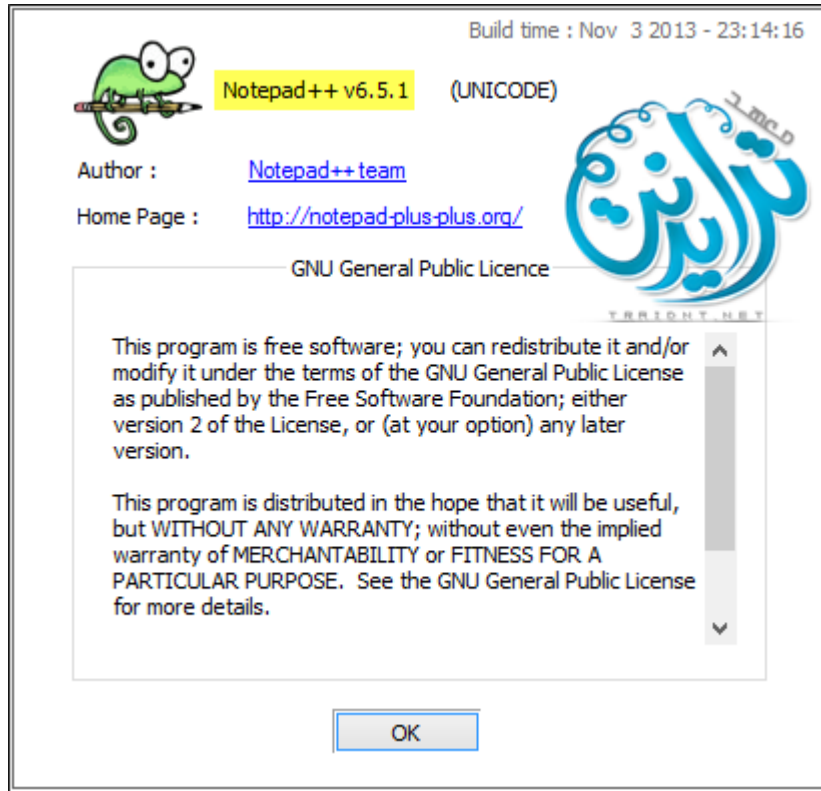 Build time : Nov 3 2013 - 23:14:16
Notepad++ v6.5.1 (UNICODE)
Author : Notepad++ team
Home Page : http://notepad-plus-plus.org/
ترايدنت
TRAIDNT.NET
GNU General Public Licence
This program is free software; you can redistribute it and/or
modify it under the terms of the GNU General Public License
as published by the Free Software Foundation; either
version 2 of the License, or (at your option) any later
version.
This program is distributed in the hope that it will be useful,
but WITHOUT ANY WARRANTY; without even the implied
warranty of MERCHANTABILITY or FITNESS FOR A
PARTICULAR PURPOSE. See the GNU General Public License
for more details.
OK